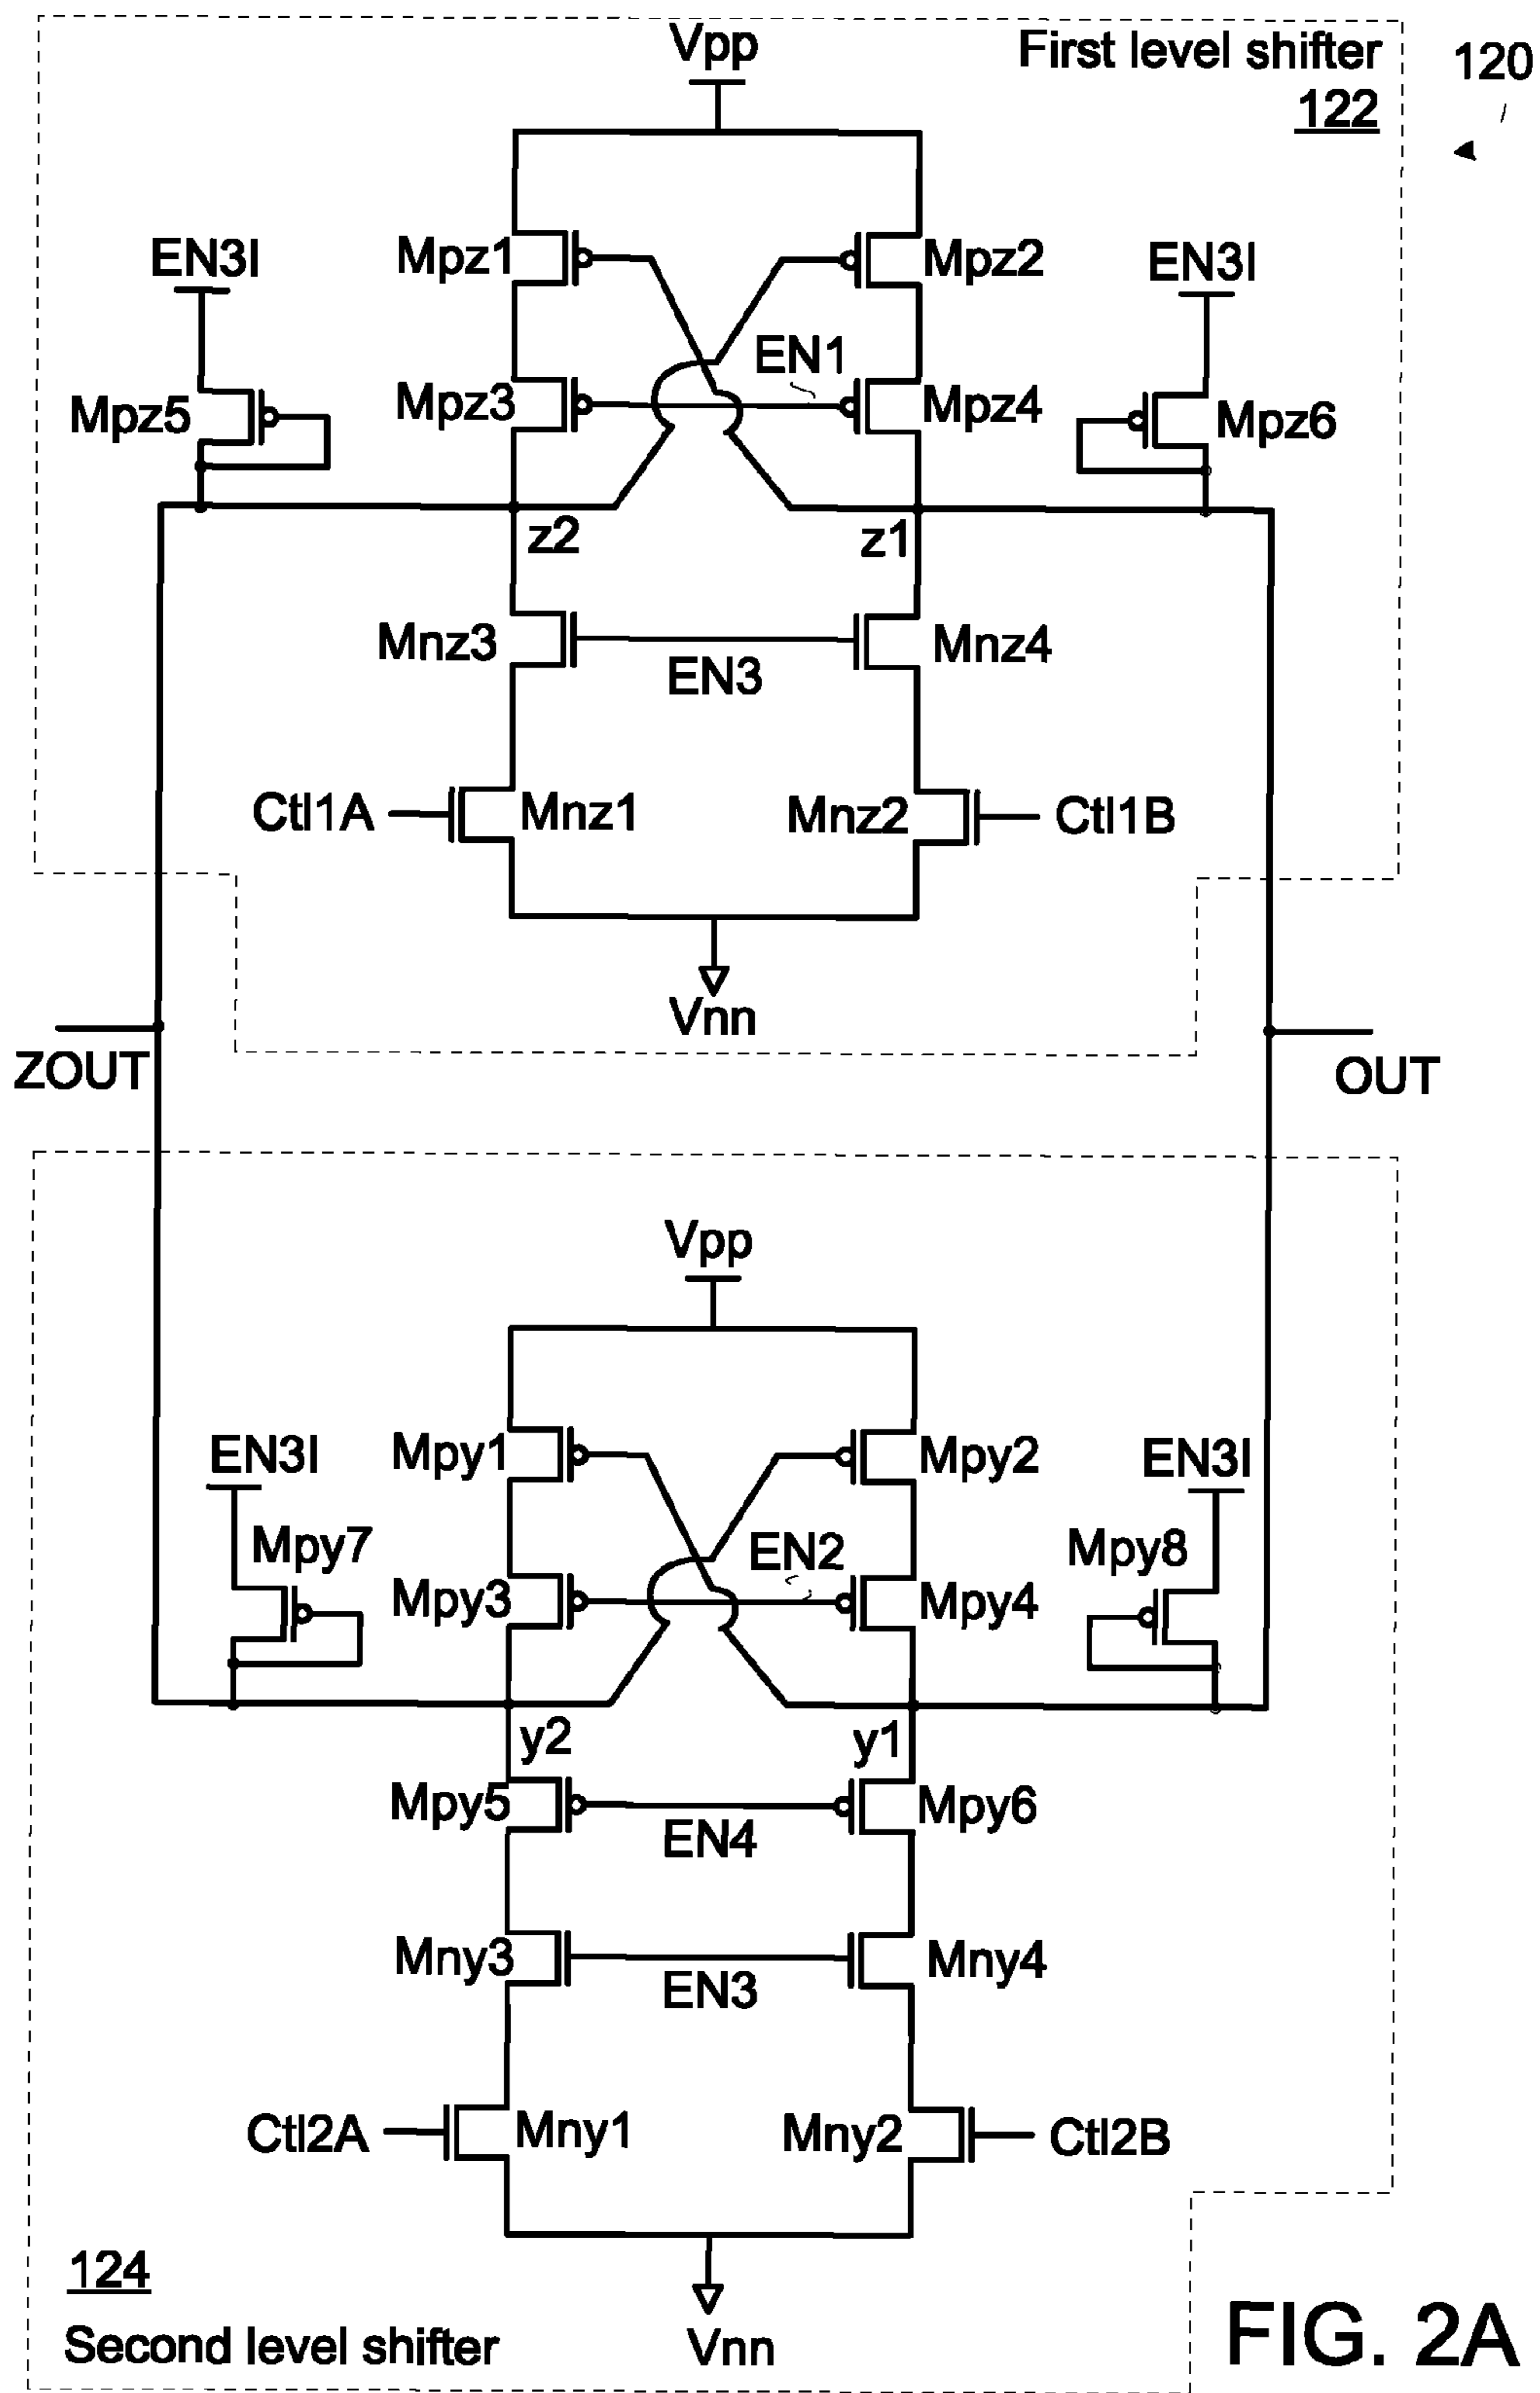 Vpp
First level shifter
120
122
EN3I
Mpz1
Mpz2
EN3I
EN1
Mpz5
Mpz3
Mpz4
Mpz6
z2
z1
Mnz3
EN3
Mnz4
Ctl1A
Mnz1
Mnz2
Ctl1B
Vnn
ZOUT
OUT
Vpp
EN3I
Mpy1
Mpy2
EN3I
Mpy7
EN2
Mpy8
Mpy3
Mpy4
y2
y1
Mpy5
EN4
Mpy6
Mny3
EN3
Mny4
Ctl2A
Mny1
Mny2
Ctl2B
124
Second level shifter
Vnn
FIG. 2A